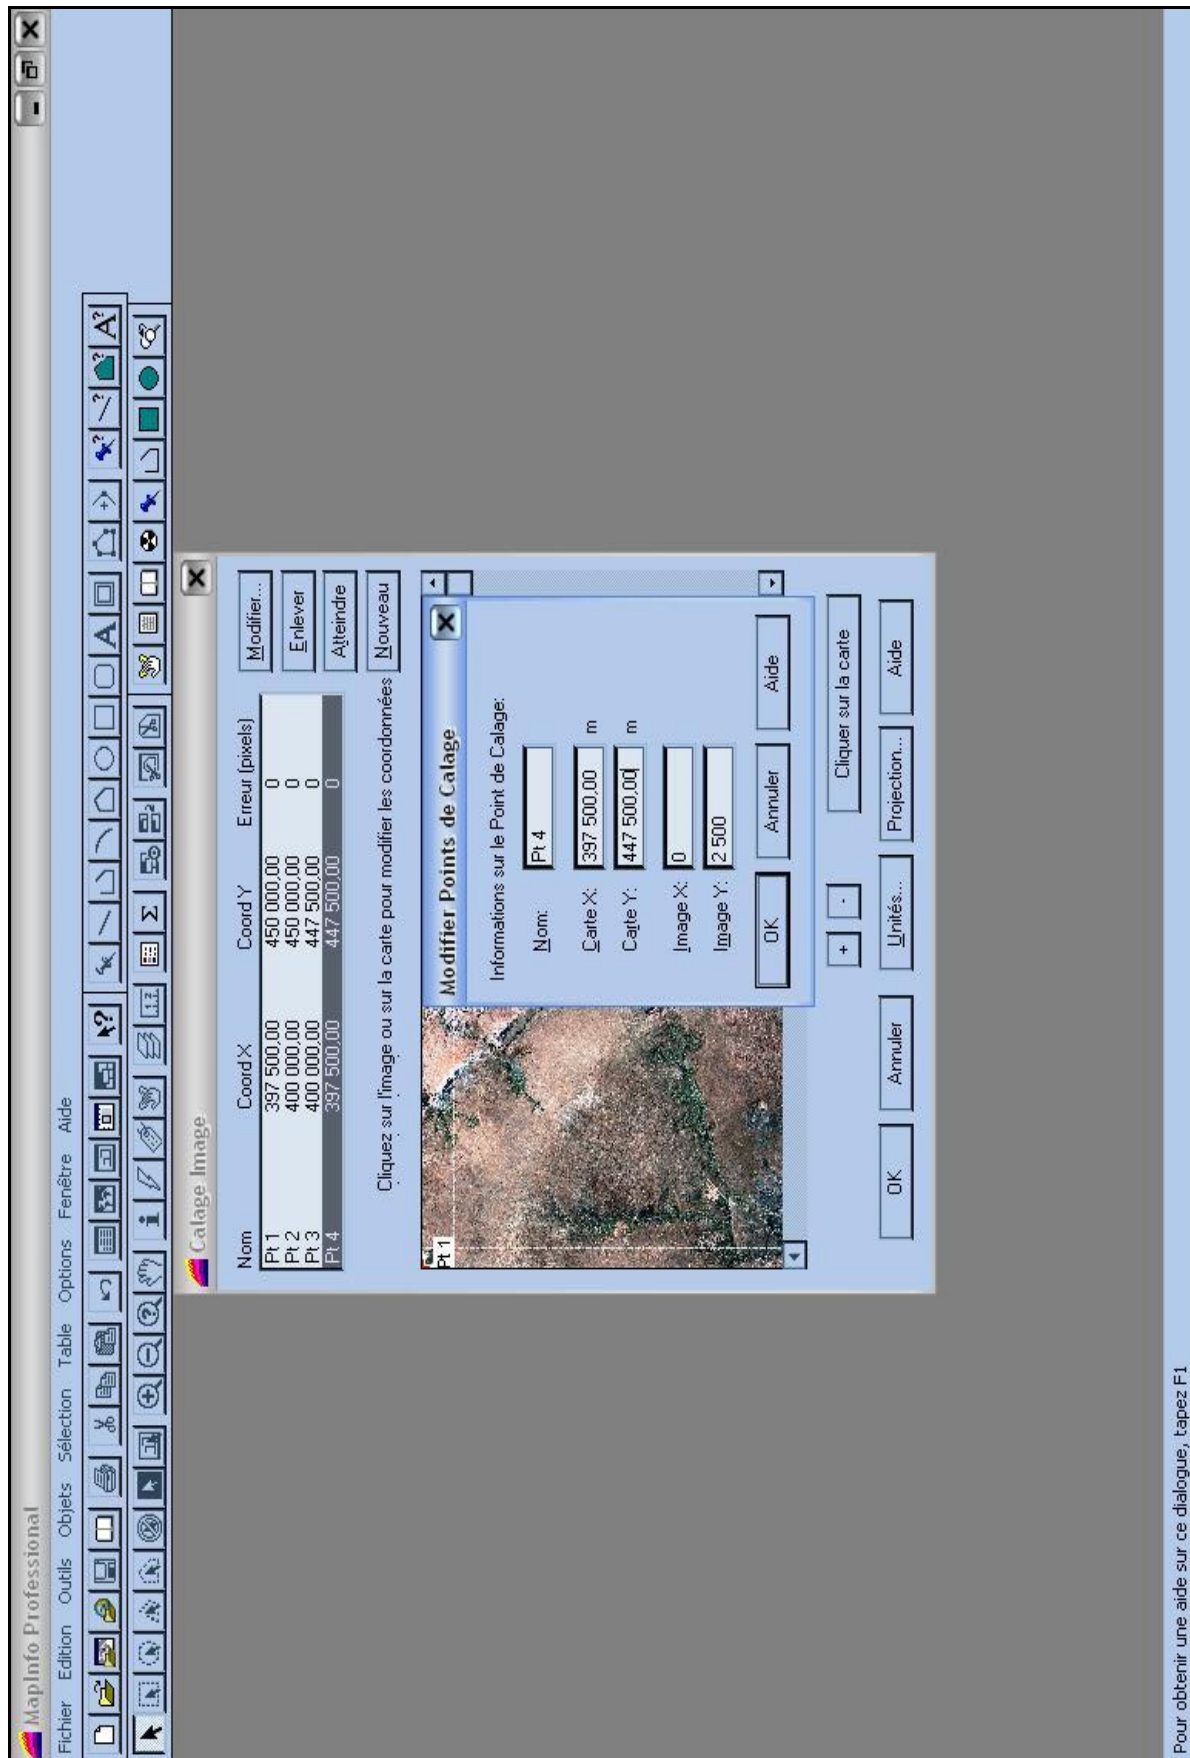 MapInfo Professional
Fichier Edition Outils Objets Sélection Table Options Fenêtre Aide
Calage Image
Nom Coord X Coord Y Erreur (pixels)
Pt 1 397 500,00 450 000,00 0
Pt 2 400 000,00 450 000,00 0
Pt 3 400 000,00 447 500,00 0
Pt 4 397 500,00 447 500,00 0
Modifier...
Enlever
Atteindre
Nouveau
Cliquez sur l'image ou sur la carte pour modifier les coordonnées
Pt 1
Modifier Points de Calage
Informations sur le Point de Calage:
Nom: Pt 4
Carte X: 397 500,00 m
Carte Y: 447 500,00 m
Image X: 0
Image Y: 2 500
OK Annuler Aide
+ - Cliquer sur la carte
OK Annuler Unités... Projection... Aide
Pour obtenir une aide sur ce dialogue, tapez F1